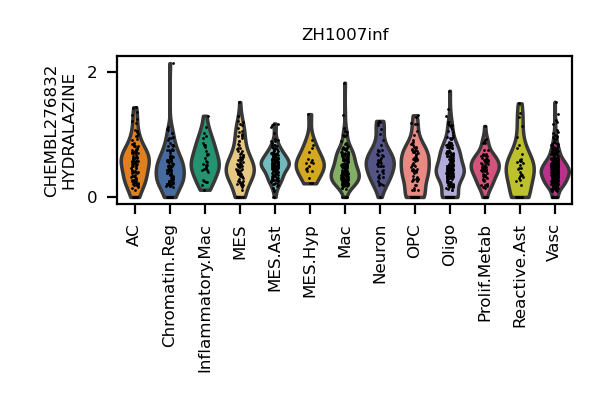 ZH1007inf
CHEMBL276832
HYDRALAZINE
2
0
AC
Chromatin.Reg
Inflammatory.Mac
MES
MES.Ast
MES.Hyp
Mac
Neuron
OPC
Oligo
Prolif.Metab
Reactive.Ast
Vasc